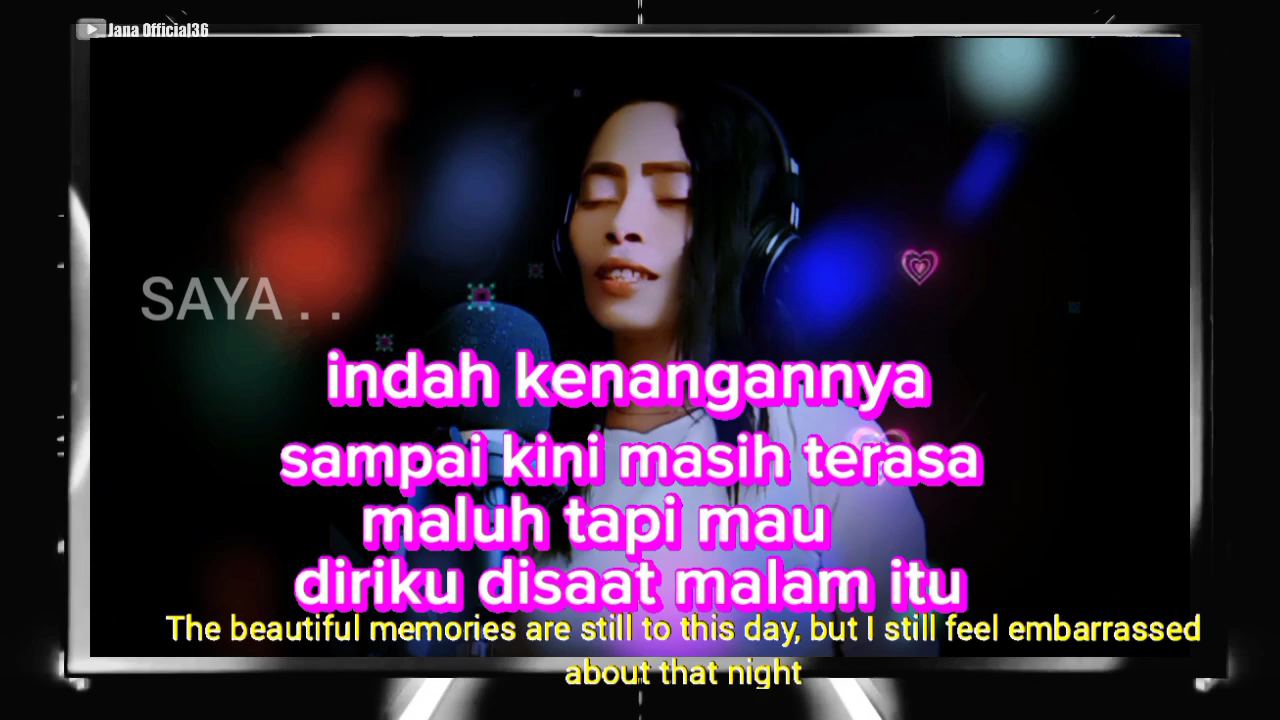 Jana Official36
SAYA . .
indah kenangannya
sampai kini masih terasa
maluh tapi mau
diriku disaat malam itu
The beautiful memories are still to this day, but I still feel embarrassed
about that night